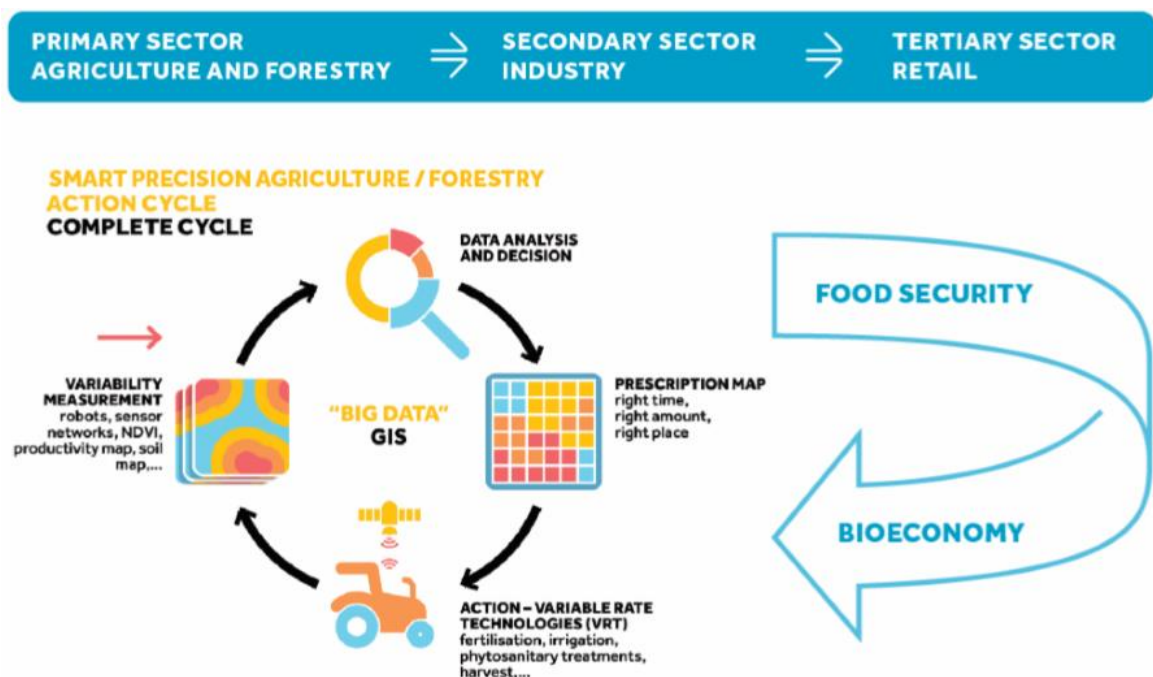 PRIMARY SECTOR
AGRICULTURE AND FORESTRY
SECONDARY SECTOR
INDUSTRY
TERTIARY SECTOR
RETAIL
SMART PRECISION AGRICULTURE / FORESTRY
ACTION CYCLE
COMPLETE CYCLE
DATA ANALYSIS
AND DECISION
VARIABILITY
MEASUREMENT
robots, sensor
networks, NDVI,
productivity map, soil
map,...
"BIG DATA"
GIS
PRESCRIPTION MAP
right time,
right amount,
right place
ACTION – VARIABLE RATE
TECHNOLOGIES (VRT)
fertilisation, irrigation,
phytosanitary treatments,
harvest,...
FOOD SECURITY
BIOECONOMY